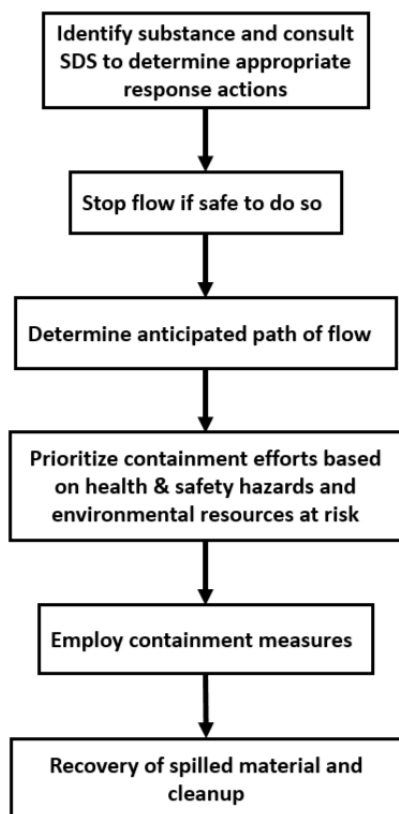 Identify substance and consult
SDS to determine appropriate
response actions
Stop flow if safe to do so
Determine anticipated path of flow
Prioritize containment efforts based
on health & safety hazards and
environmental resources at risk
Employ containment measures
Recovery of spilled material and
cleanup